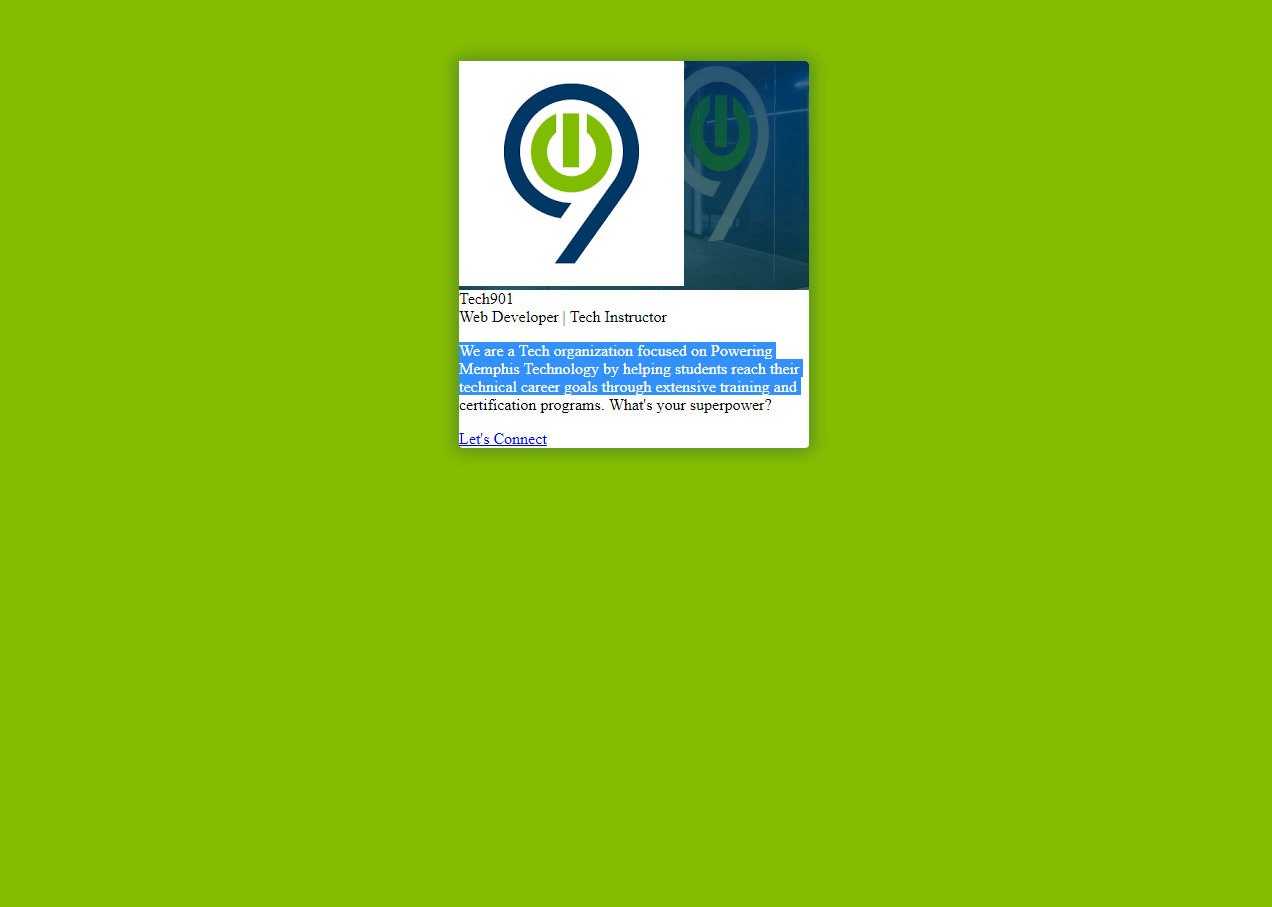 Tech901
Web Developer | Tech Instructor
We are a Tech organization focused on Powering
Memphis Technology by helping students reach their
technical career goals through extensive training and
certification programs. What's your superpower?
Let's Connect